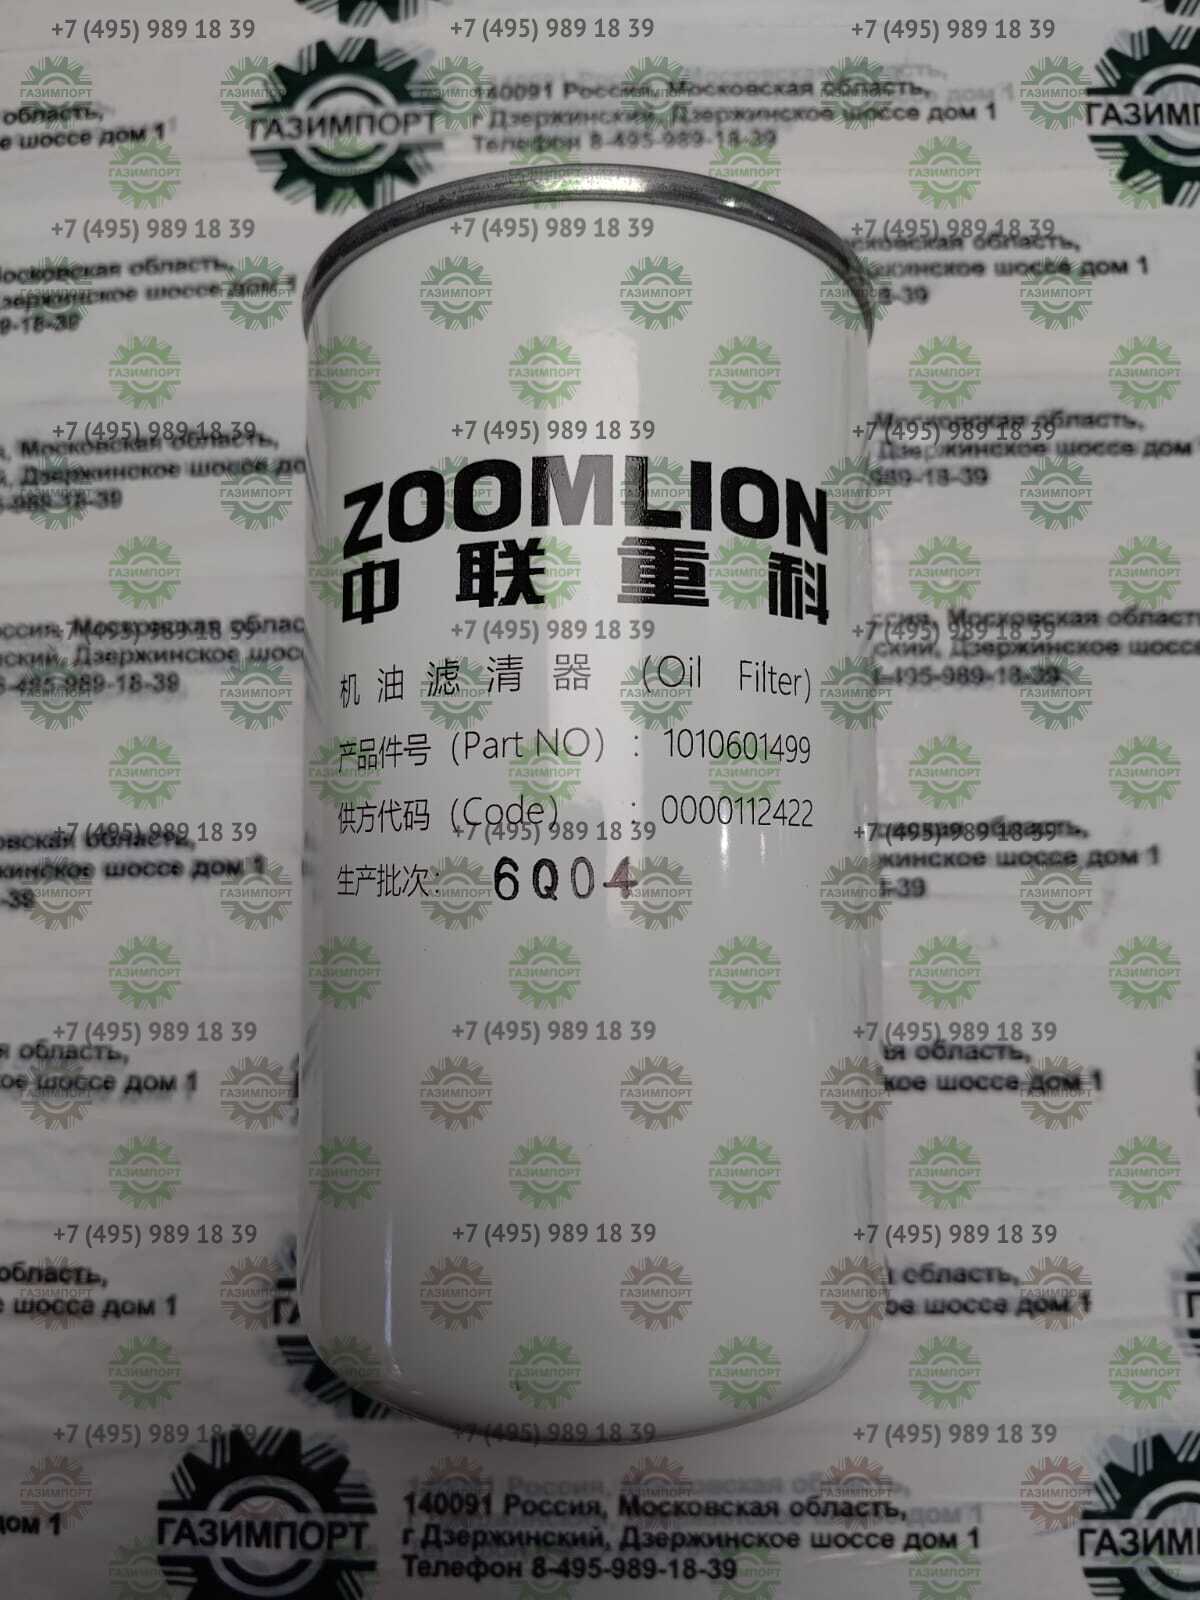 ZOOMLION
中联重科
机油滤清器 (Oil Filter)
产品件号 (Part NO) : 1010601499
供方代码 (Code) : 0000112422
生产批次: 6Q04
+7 (495) 989 18 39
ГАЗИМПОРТ
140091 Россия, Московская область,
г Дзержинский, Дзержинское шоссе дом 1
Телефон 8-495-989-18-39